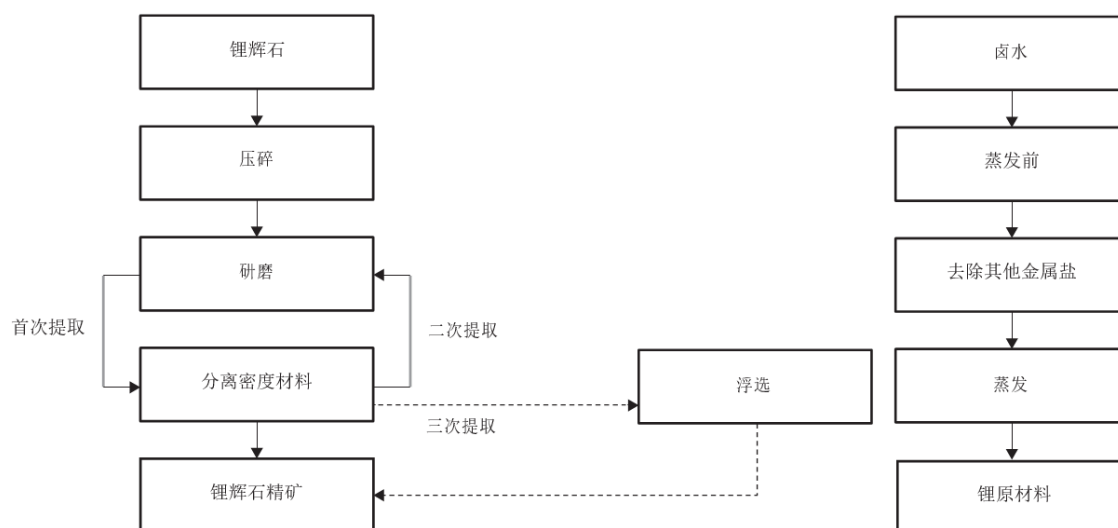 锂辉石
压碎
研磨
首次提取
二次提取
分离密度材料
三次提取
浮选
锂辉石精矿
卤水
蒸发前
去除其他金属盐
蒸发
锂原材料